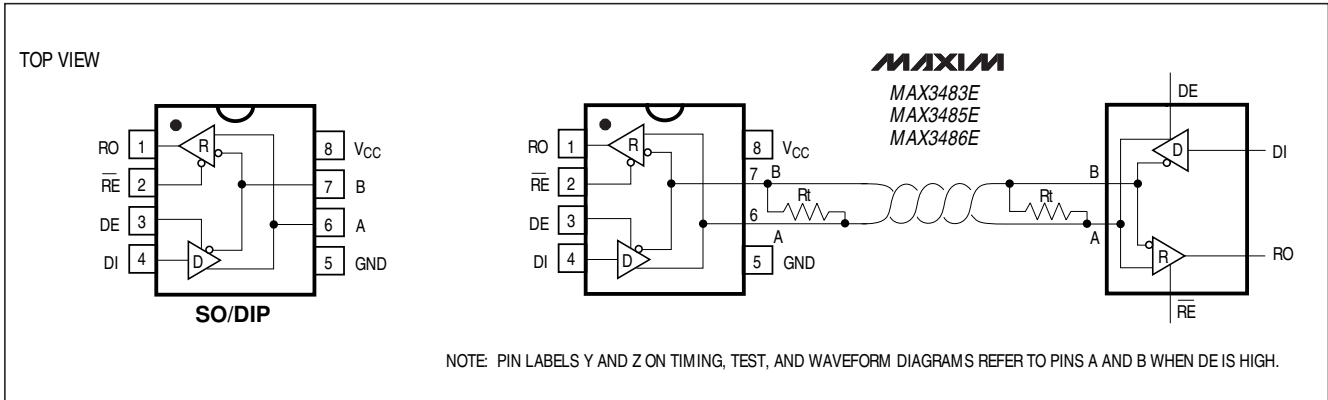 TOP VIEW
MAXIM
MAX3483E
MAX3485E
MAX3486E
RO 1
R̅E̅ 2
DE 3
DI 4
R
D
8 VCC
7 B
6 A
5 GND
SO/DIP
RO 1
R̅E̅ 2
DE 3
DI 4
R
D
8 VCC
7 B
6
A
5 GND
Rt
Rt
B
A
DE
D
DI
R
RO
R̅E̅
NOTE: PIN LABELS Y AND Z ON TIMING, TEST, AND WAVEFORM DIAGRAMS REFER TO PINS A AND B WHEN DE IS HIGH.